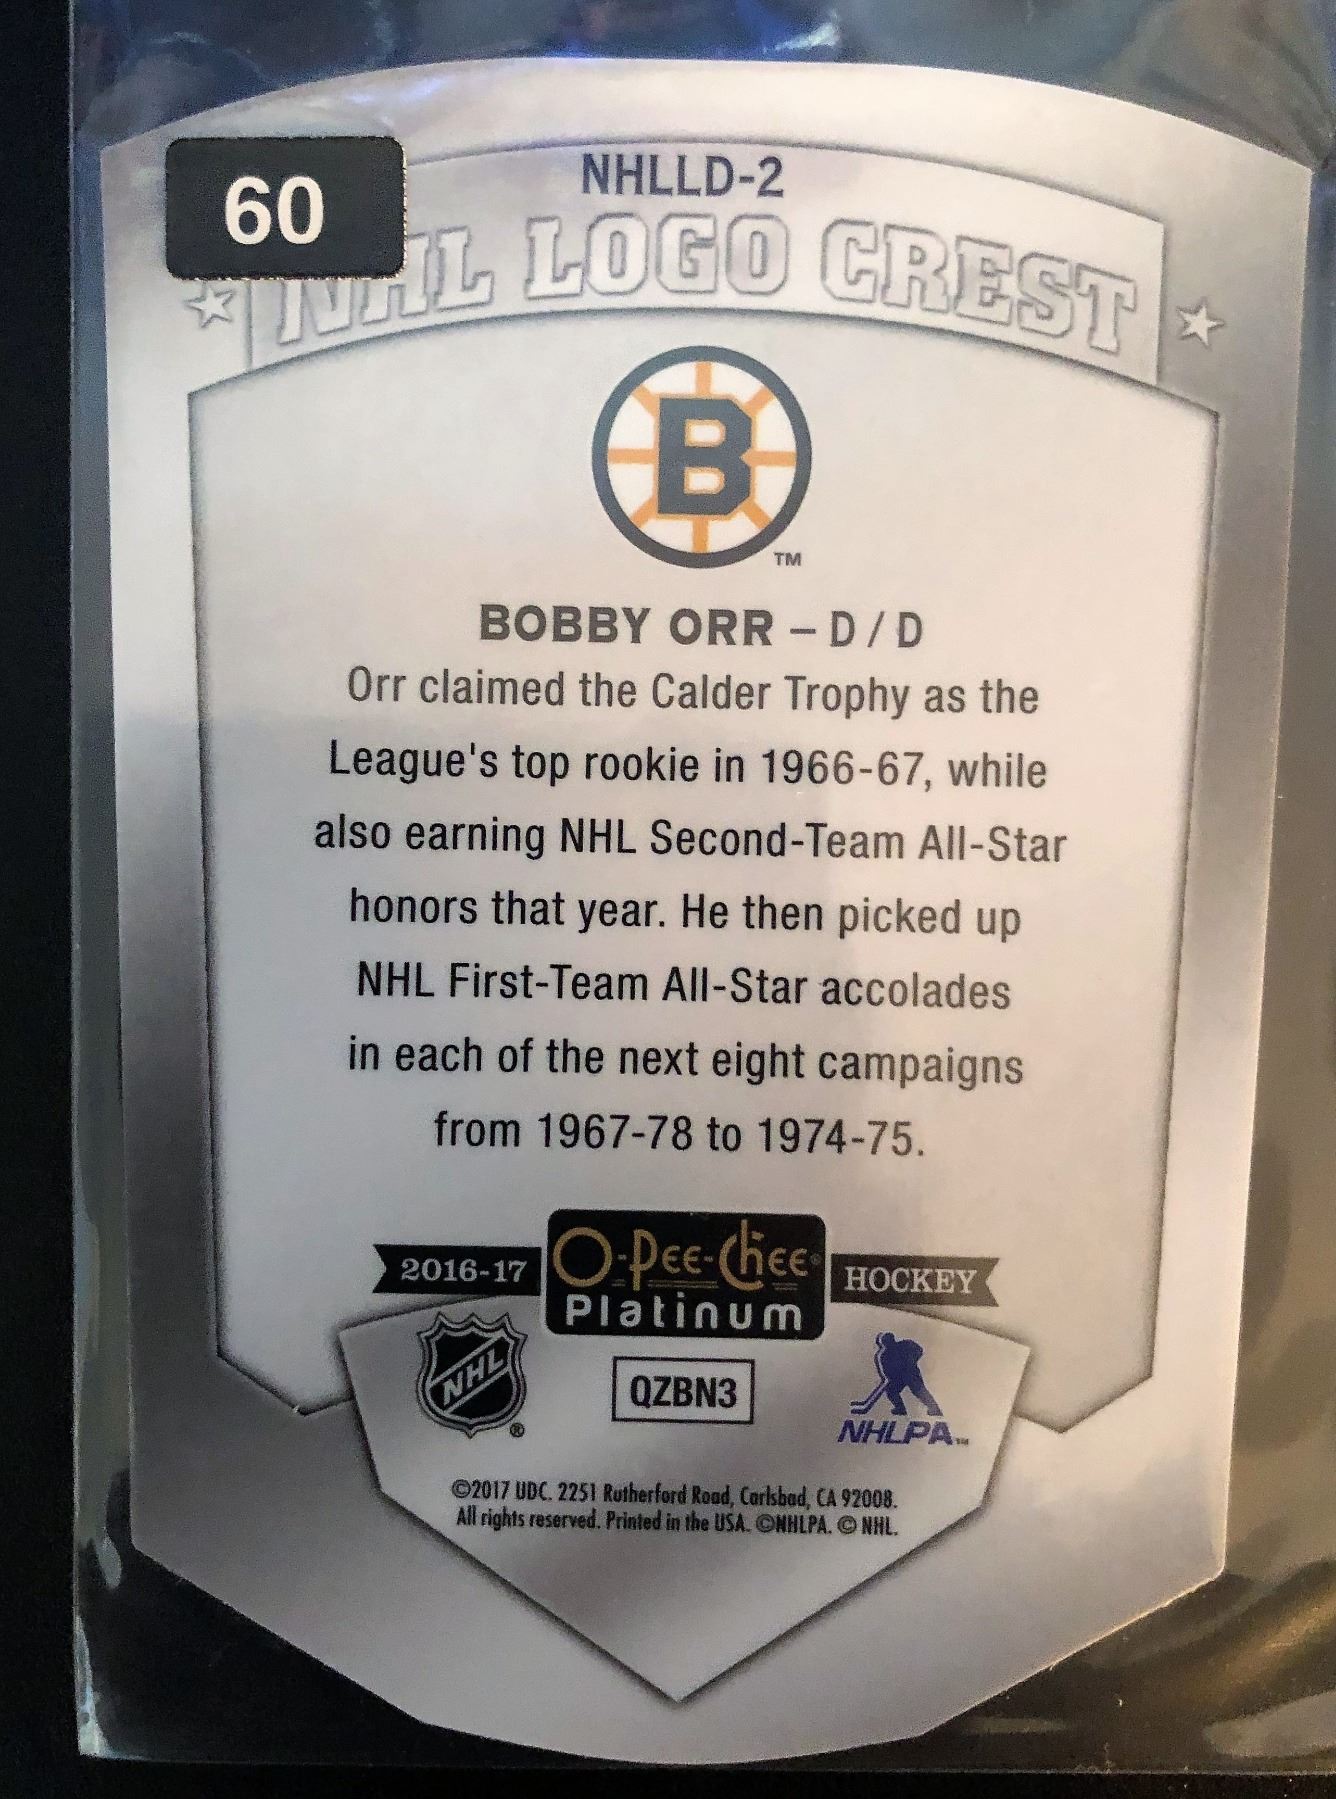 60
NHLLD-2
NHL LOGO CREST
B
TM
BOBBY ORR – D / D
Orr claimed the Calder Trophy as the
League's top rookie in 1966-67, while
also earning NHL Second-Team All-Star
honors that year. He then picked up
NHL First-Team All-Star accolades
in each of the next eight campaigns
from 1967-78 to 1974-75.
2016-17 O-Pee-Chee® HOCKEY
Platinum
NHL ®
QZBN3
NHLPA™
©2017 UDC. 2251 Rutherford Road, Carlsbad, CA 92008.
All rights reserved. Printed in the USA. ©NHLPA. © NHL.